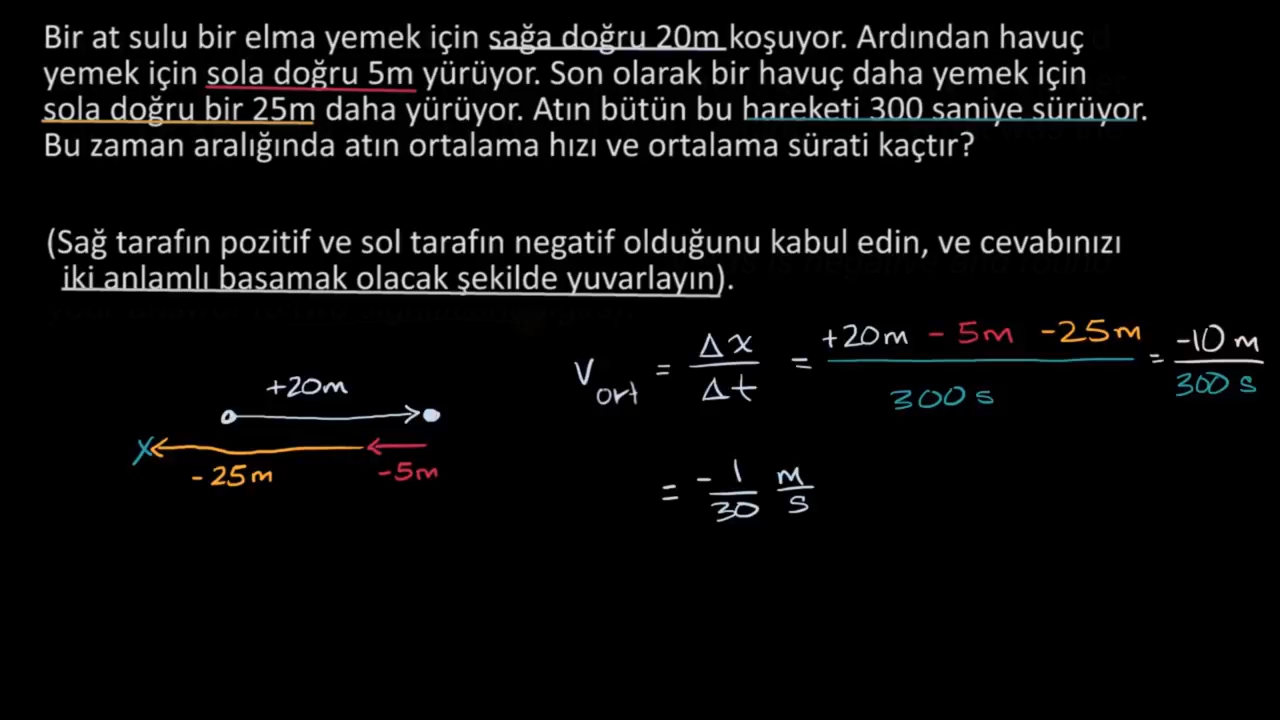 Bir at sulu bir elma yemek için sağa doğru 20m koşuyor. Ardından havuç
yemek için sola doğru 5m yürüyor. Son olarak bir havuç daha yemek için
sola doğru bir 25m daha yürüyor. Atın bütün bu hareketi 300 saniye sürüyor.
Bu zaman aralığında atın ortalama hızı ve ortalama sürati kaçtır?
(Sağ tarafın pozitif ve sol tarafın negatif olduğunu kabul edin, ve cevabınızı
iki anlamlı basamak olacak şekilde yuvarlayın).
+20m
X
-25m
-5m
V ort = Δx / Δt = +20m - 5m -25m / 300 s = -10 m / 300 s
= - 1 / 30 m / s